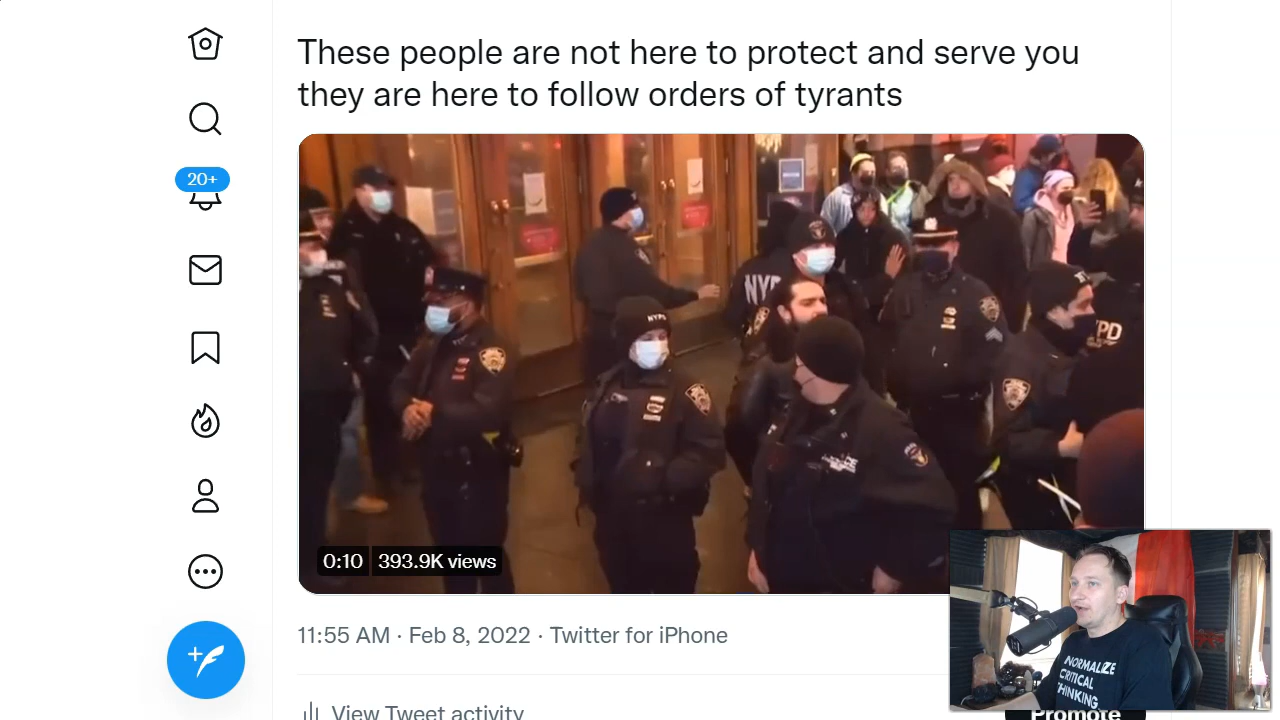 These people are not here to protect and serve you
they are here to follow orders of tyrants
20+
NYPD
0:10 393.9K views
11:55 AM · Feb 8, 2022 · Twitter for iPhone
View Tweet activity
Promote
NORMALIZE
CRITICAL
THINKING